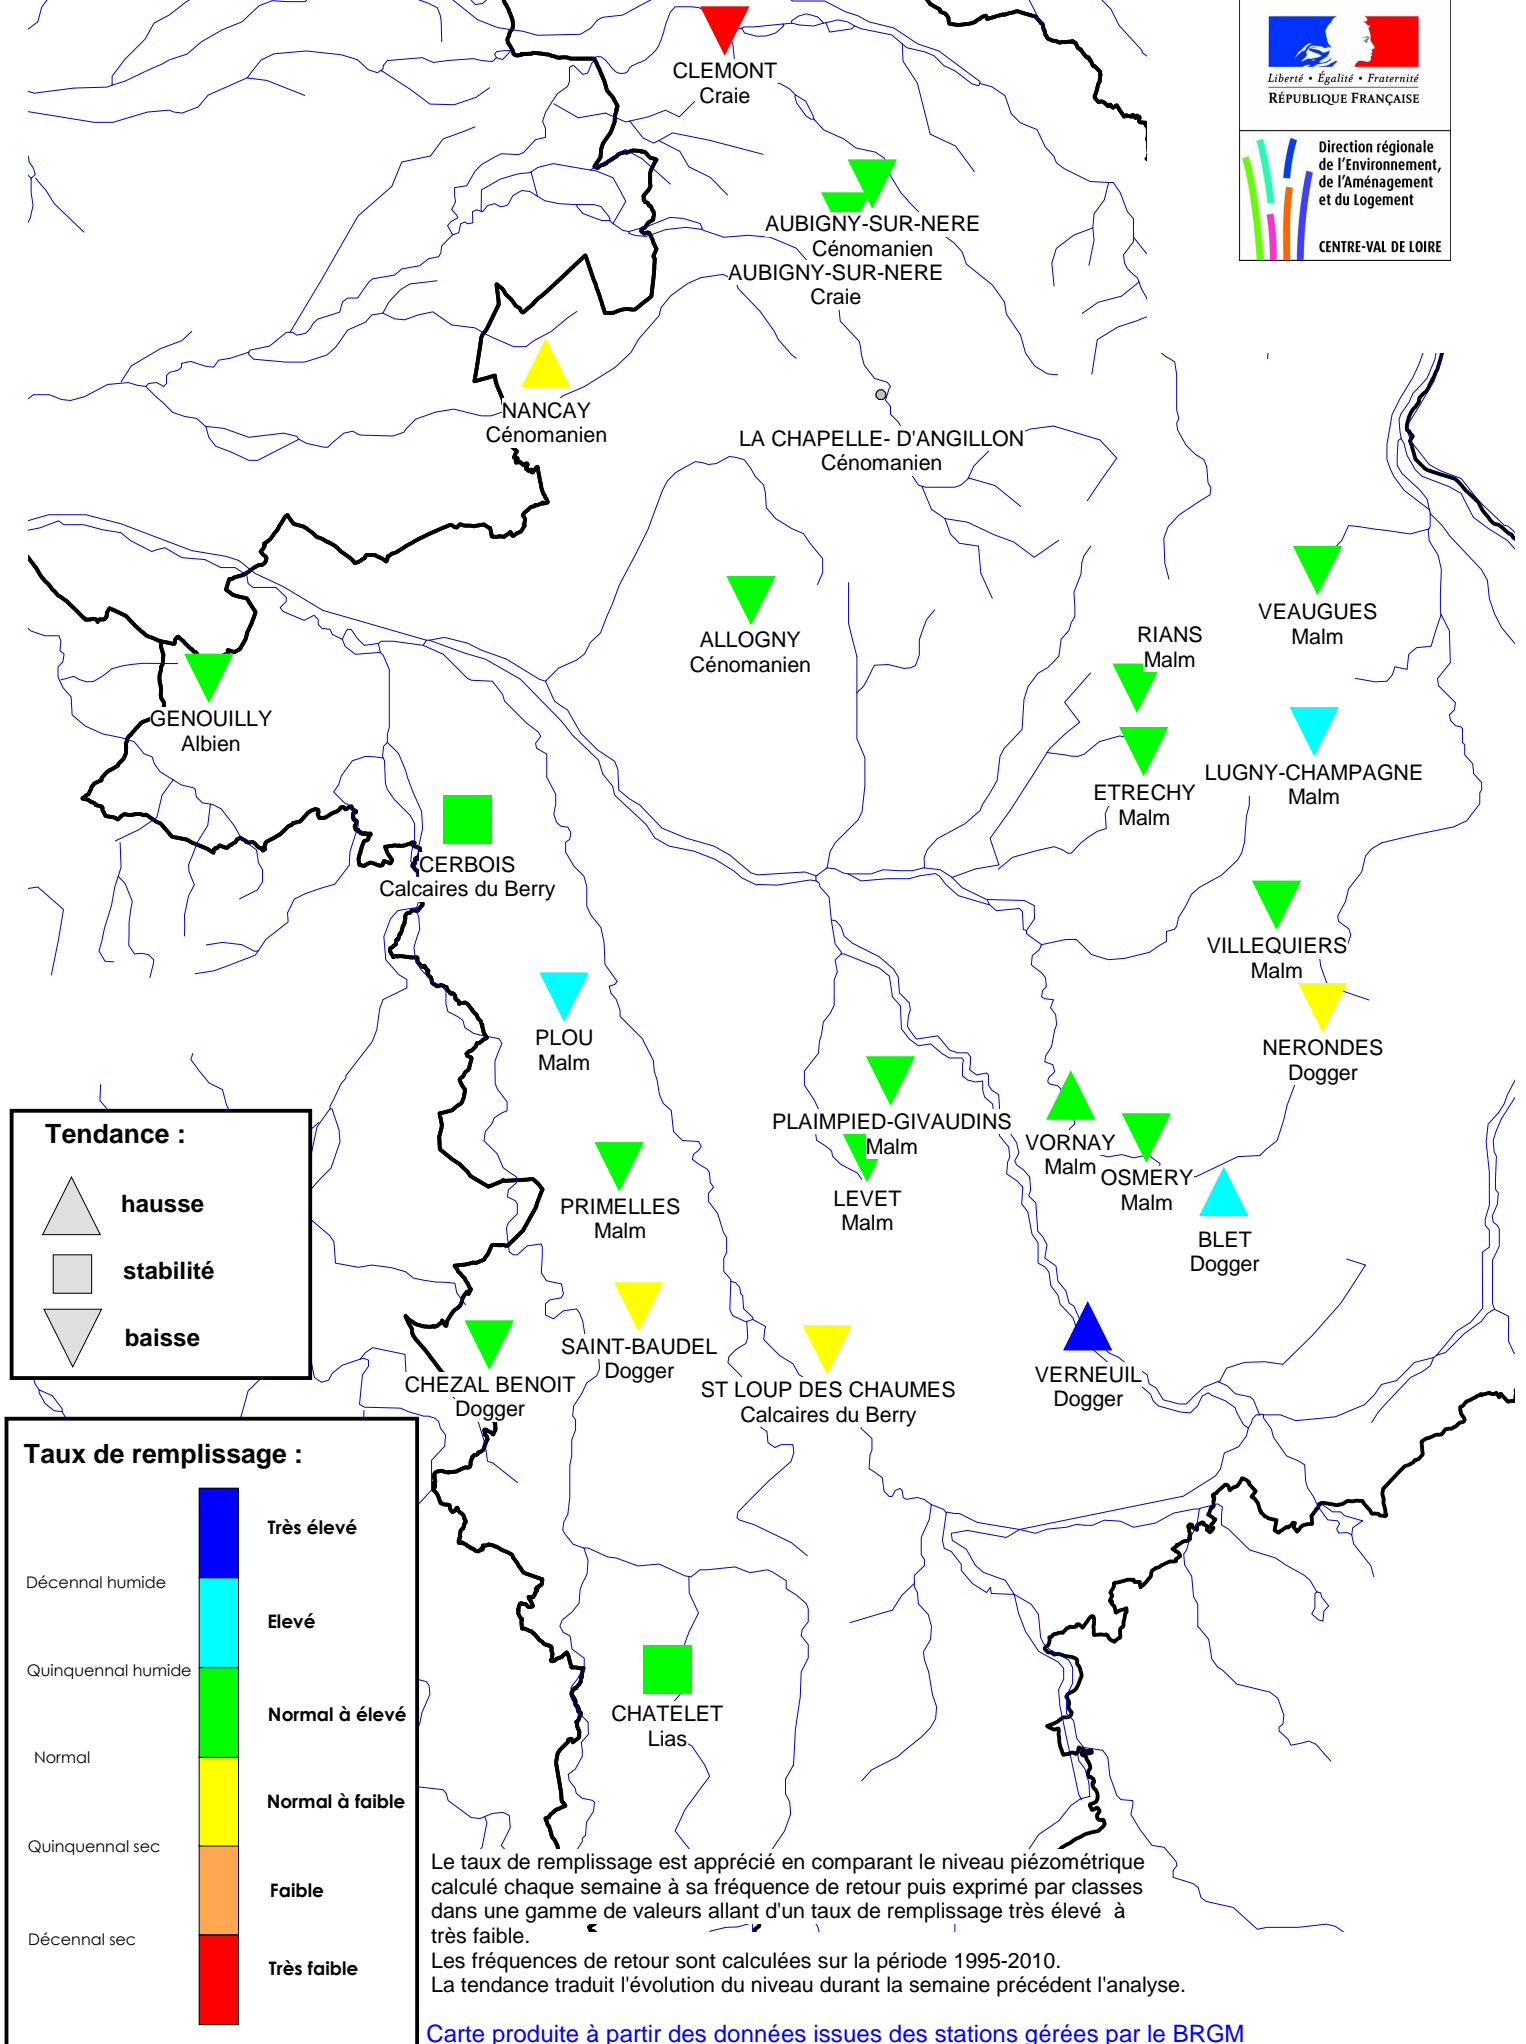 Liberté • Égalité • Fraternité
RÉPUBLIQUE FRANÇAISE
Direction régionale
de l'Environnement,
de l'Aménagement
et du Logement
CENTRE-VAL DE LOIRE
CLEMONT
Craie
AUBIGNY-SUR-NERE
Cénomanien
AUBIGNY-SUR-NERE
Craie
NANCAY
Cénomanien
LA CHAPELLE- D'ANGILLON
Cénomanien
ALLOGNY
Cénomanien
VEAUGUES
Malm
RIANS
Malm
GENOUILLY
Albien
LUGNY-CHAMPAGNE
Malm
ETRECHY
Malm
CERBOIS
Calcaires du Berry
VILLEQUIERS
Malm
PLOU
Malm
NERONDES
Dogger
PLAIMPIED-GIVAUDINS
Malm
VORNAY
Malm
OSMERY
Malm
PRIMELLES
Malm
LEVET
Malm
BLET
Dogger
SAINT-BAUDEL
Dogger
CHEZAL BENOIT
Dogger
ST LOUP DES CHAUMES
Calcaires du Berry
VERNEUIL
Dogger
CHATELET
Lias
Tendance :
hausse
stabilité
baisse
Taux de remplissage :
Très élevé
Décennal humide
Elevé
Quinquennal humide
Normal à élevé
Normal
Normal à faible
Quinquennal sec
Faible
Décennal sec
Très faible
Le taux de remplissage est apprécié en comparant le niveau piézométrique
calculé chaque semaine à sa fréquence de retour puis exprimé par classes
dans une gamme de valeurs allant d'un taux de remplissage très élevé à
très faible.
Les fréquences de retour sont calculées sur la période 1995-2010.
La tendance traduit l'évolution du niveau durant la semaine précédent l'analyse.
Carte produite à partir des données issues des stations gérées par le BRGM